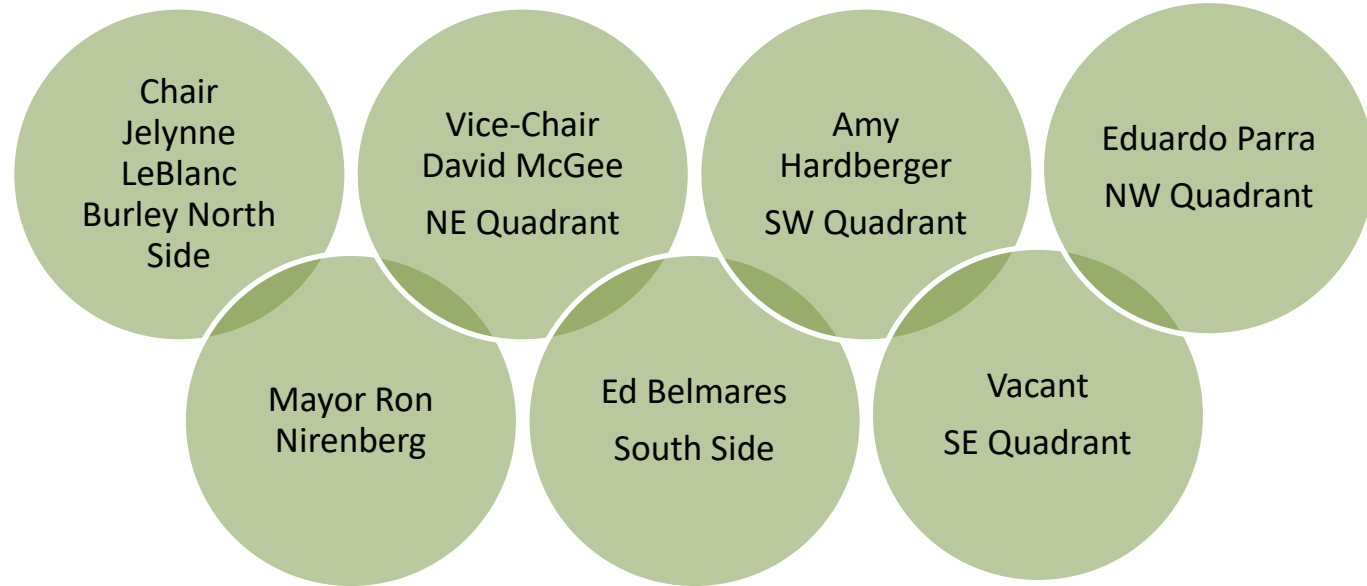 Chair
Jelynne
LeBlanc
Burley North
Side
Vice-Chair
David McGee
NE Quadrant
Amy
Hardberger
SW Quadrant
Eduardo Parra
NW Quadrant
Mayor Ron
Nirenberg
Ed Belmares
South Side
Vacant
SE Quadrant